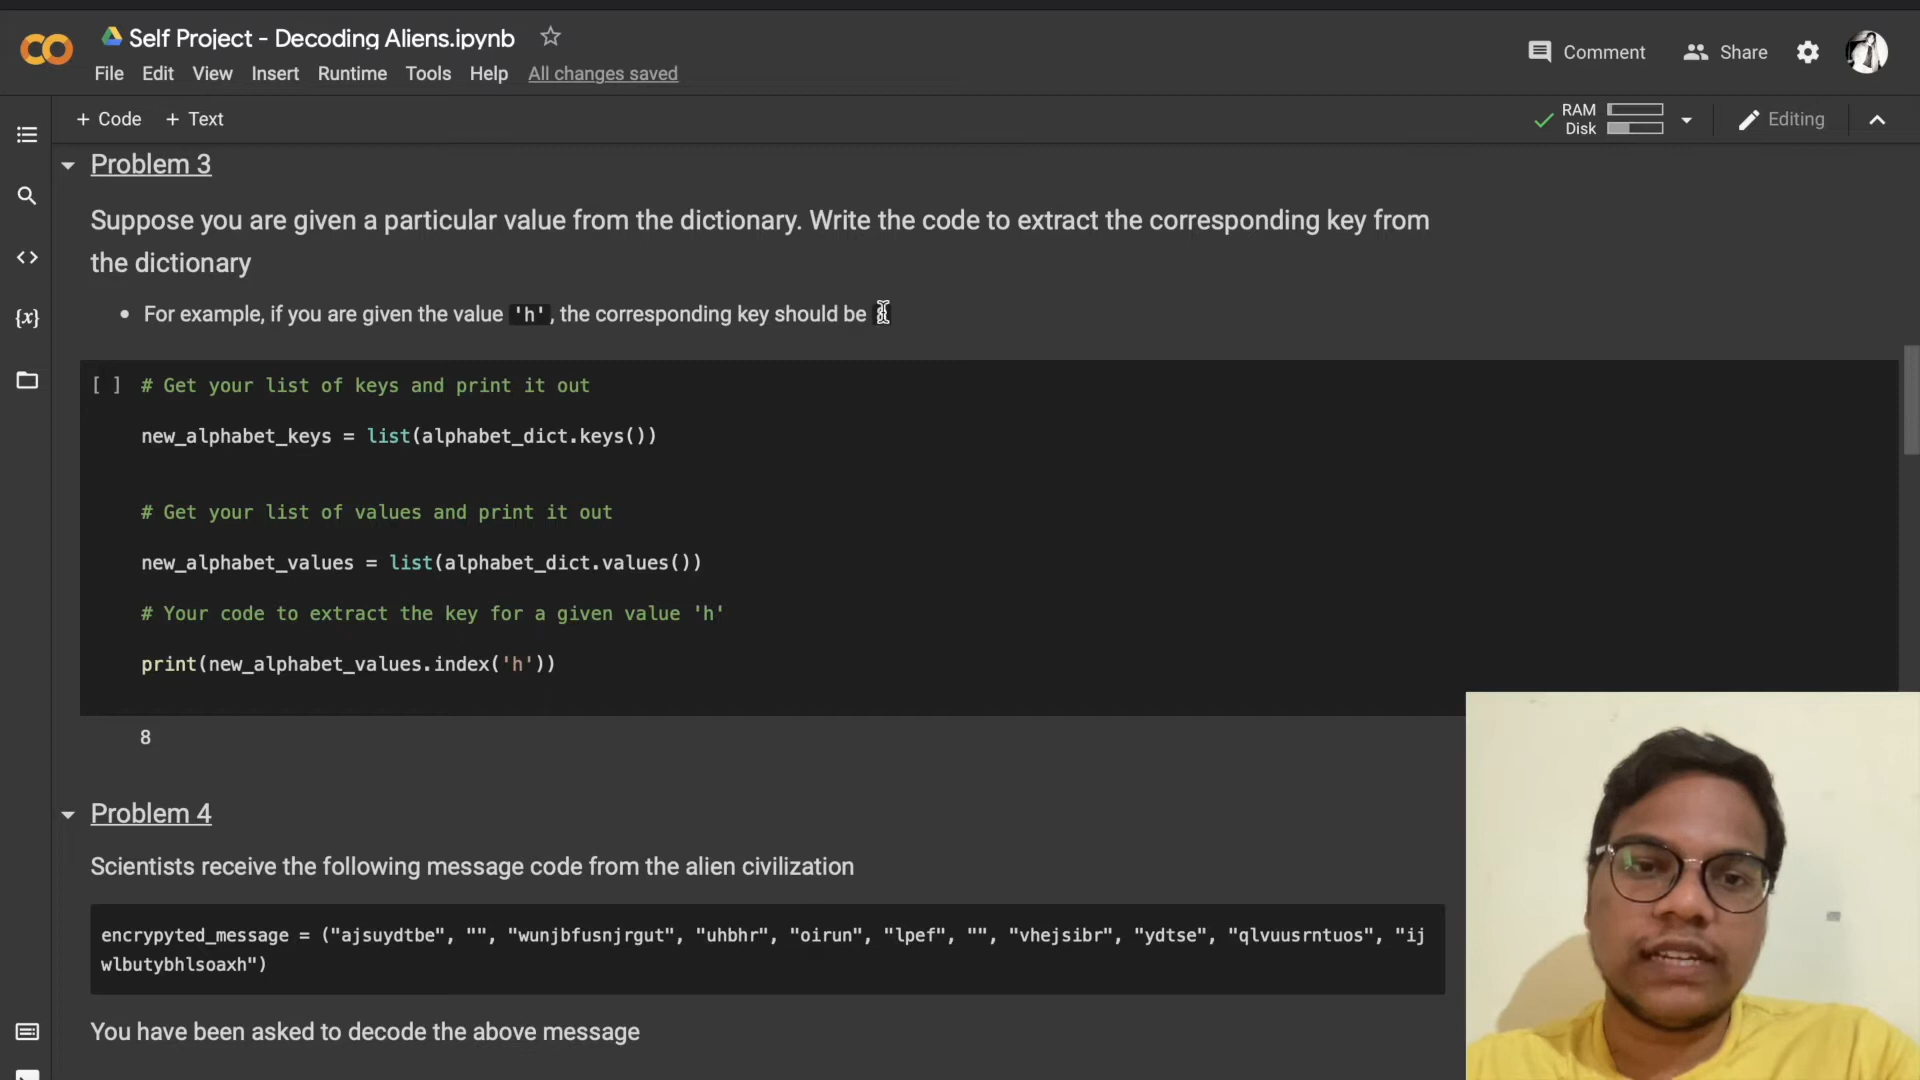 Self Project - Decoding Aliens.ipynb
File Edit View Insert Runtime Tools Help All changes saved
Comment Share
+ Code + Text
RAM
Disk
Editing
Problem 3
Suppose you are given a particular value from the dictionary. Write the code to extract the corresponding key from
the dictionary
• For example, if you are given the value 'h', the corresponding key should be
[ ] # Get your list of keys and print it out
new_alphabet_keys = list(alphabet_dict.keys())
# Get your list of values and print it out
new_alphabet_values = list(alphabet_dict.values())
# Your code to extract the key for a given value 'h'
print(new_alphabet_values.index('h'))
8
Problem 4
Scientists receive the following message code from the alien civilization
encrypyted_message = ("ajsuydtbe", "", "wunjbfusnjrgut", "uhbhr", "oirun", "lpef", "", "vhejsibr", "ydtse", "qlvuusrntuos", "ij
wlbutybhlsoaxh")
You have been asked to decode the above message